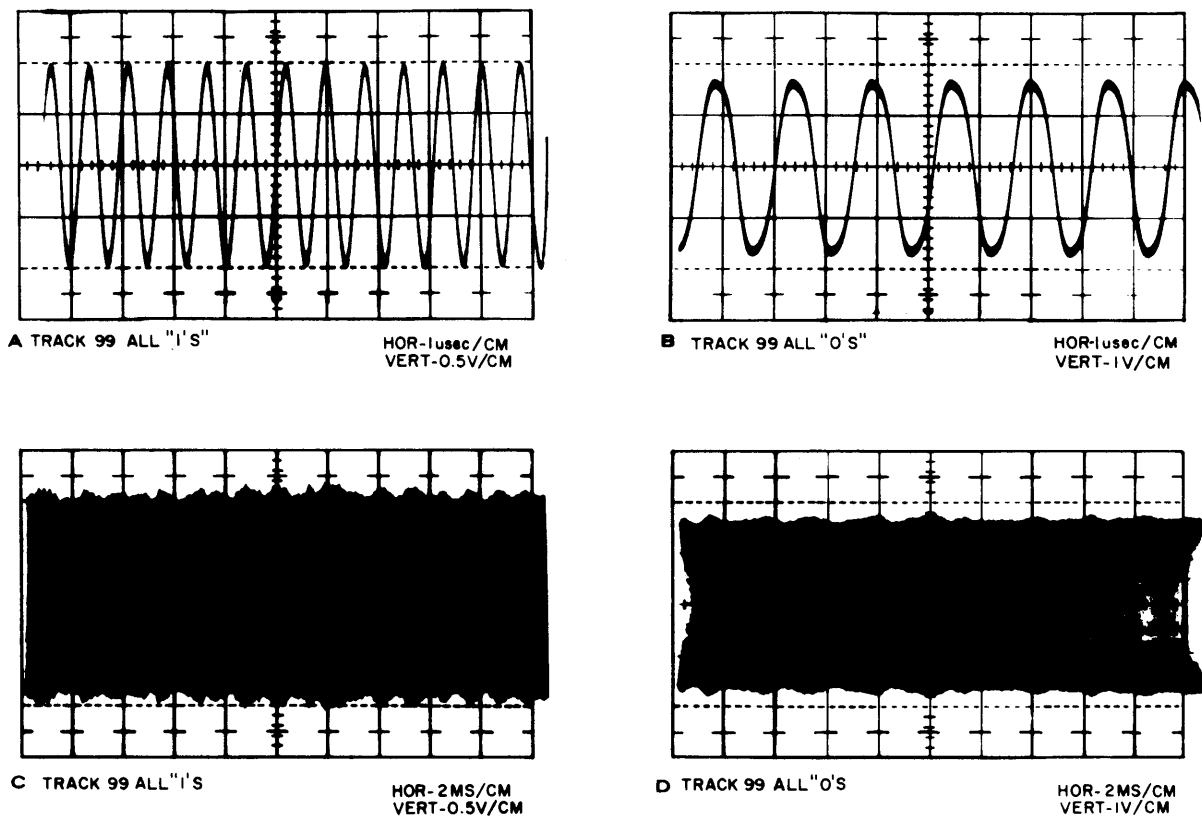 A TRACK 99 ALL "1'S"
HOR-1usec/CM
VERT-0.5V/CM
B TRACK 99 ALL "0'S"
HOR-1usec/CM
VERT-1V/CM
C TRACK 99 ALL "1'S
HOR-2MS/CM
VERT-0.5V/CM
D TRACK 99 ALL "0'S
HOR-2MS/CM
VERT-1V/CM